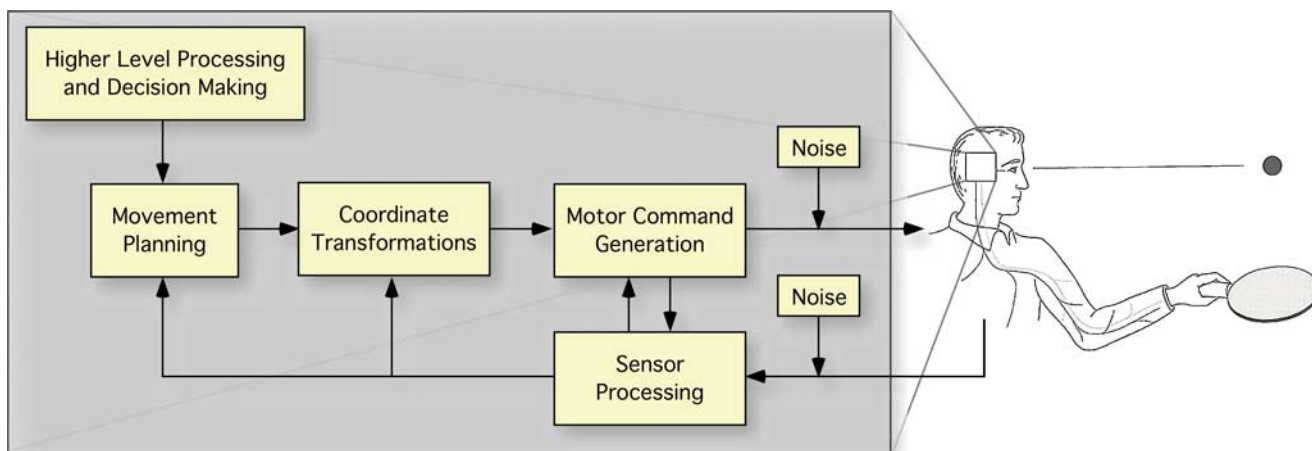 Higher Level Processing
and Decision Making
Noise
Movement
Planning
Coordinate
Transformations
Motor Command
Generation
Noise
Sensor
Processing